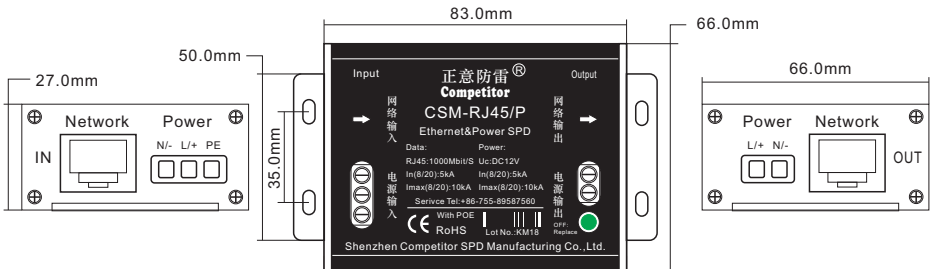 83.0mm
66.0mm
50.0mm
27.0mm
35.0mm
66.0mm
Network Power
N/- L/+ PE
IN
Input
正意防雷®
Output
Competitor
网络输入
CSM-RJ45/P
网络输出
Ethernet&Power SPD
Data: Power:
RJ45:1000Mbit/S Uc:DC12V
In(8/20):5kA In(8/20):5kA
Imax(8/20):10kA Imax(8/20):10kA
电源输入
电源输出
Serivce Tel:+86-755-89587560
CE
With POE
RoHS
Lot No.:KM18
OFF:
Replace
Shenzhen Competitor SPD Manufacturing Co.,Ltd.
Power Network
L/+ N/-
OUT